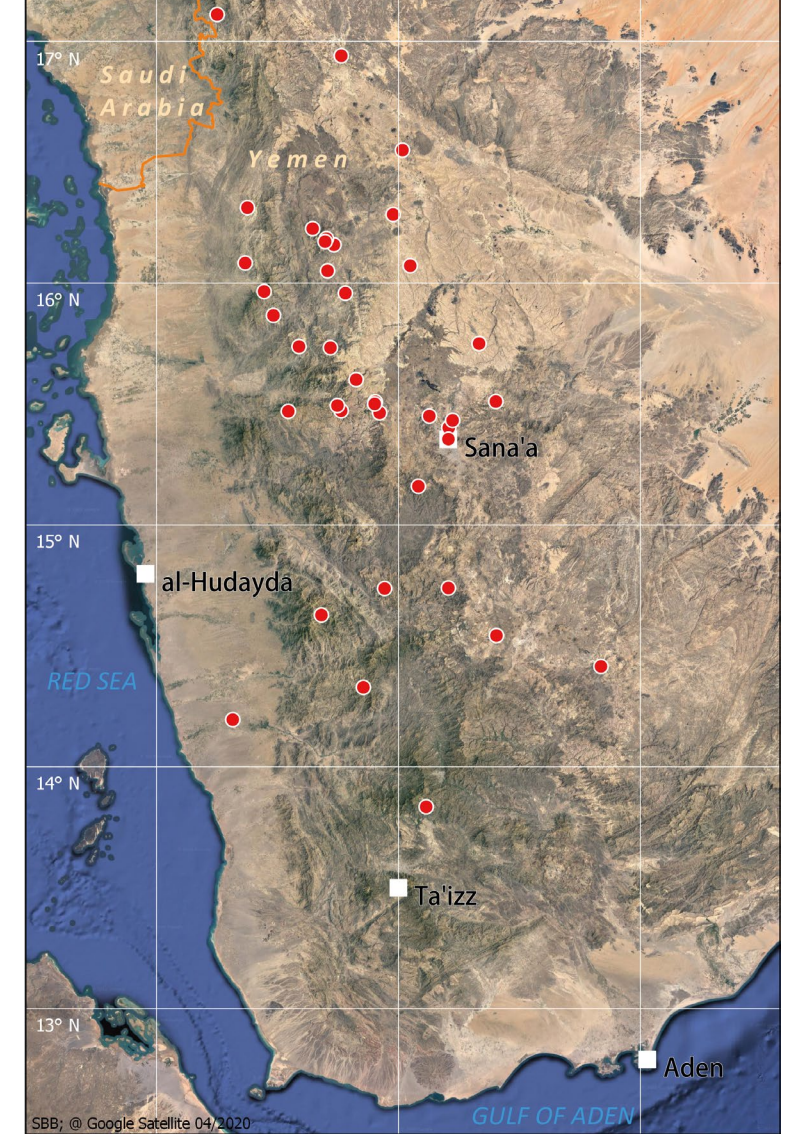 17° N
Saudi
Arabia
Yemen
16° N
Sana'a
15° N
al-Hudayda
RED SEA
14° N
Ta'izz
13° N
Aden
GULF OF ADEN
SBB; @ Google Satellite 04/2020